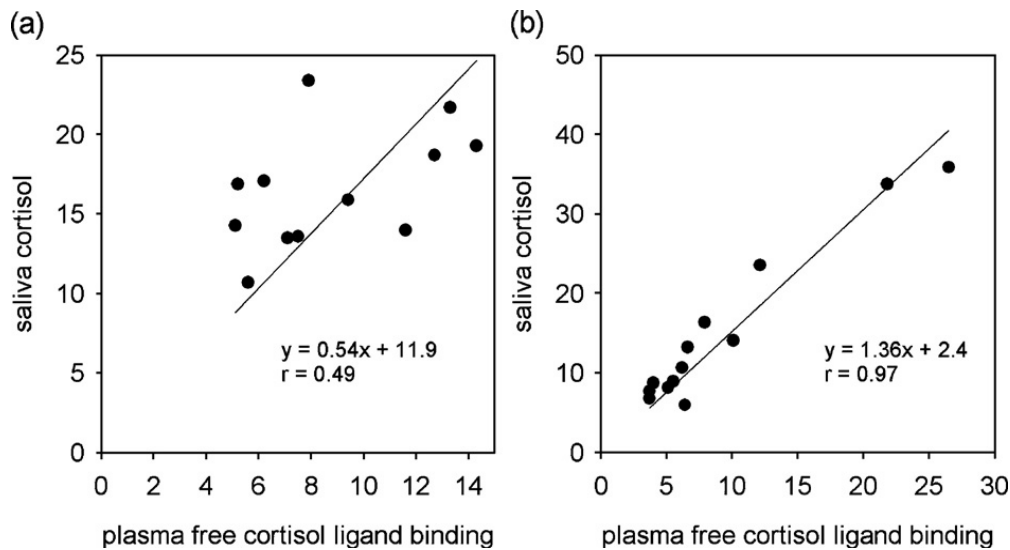 (a)
25
20
15
10
5
0
saliva cortisol
y = 0.54x + 11.9
r = 0.49
0 2 4 6 8 10 12 14
plasma free cortisol ligand binding
(b)
50
40
30
20
10
0
saliva cortisol
y = 1.36x + 2.4
r = 0.97
0 5 10 15 20 25 30
plasma free cortisol ligand binding